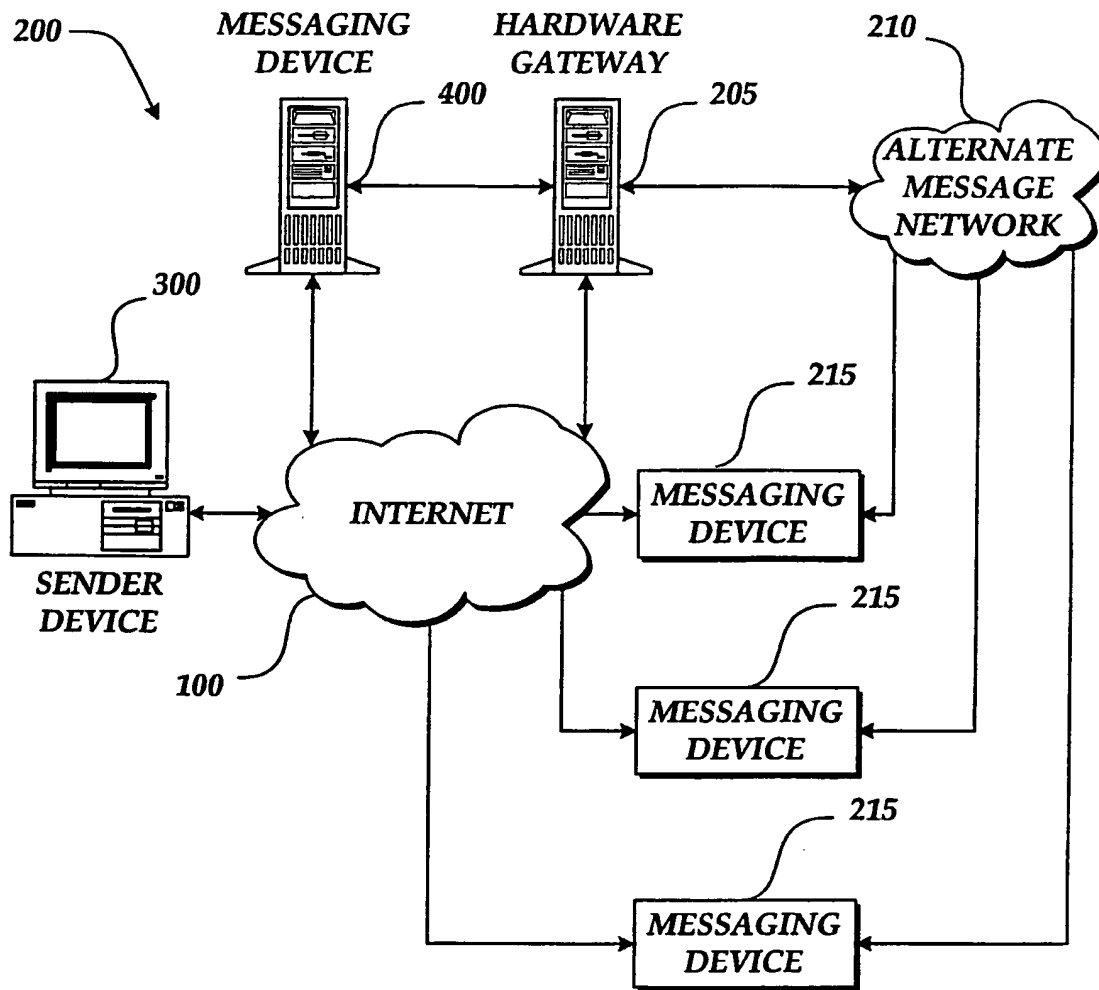 200
MESSAGING
DEVICE
HARDWARE
GATEWAY
210
400
205
ALTERNATE
MESSAGE
NETWORK
300
215
INTERNET
MESSAGING
DEVICE
SENDER
DEVICE
215
100
MESSAGING
DEVICE
215
MESSAGING
DEVICE